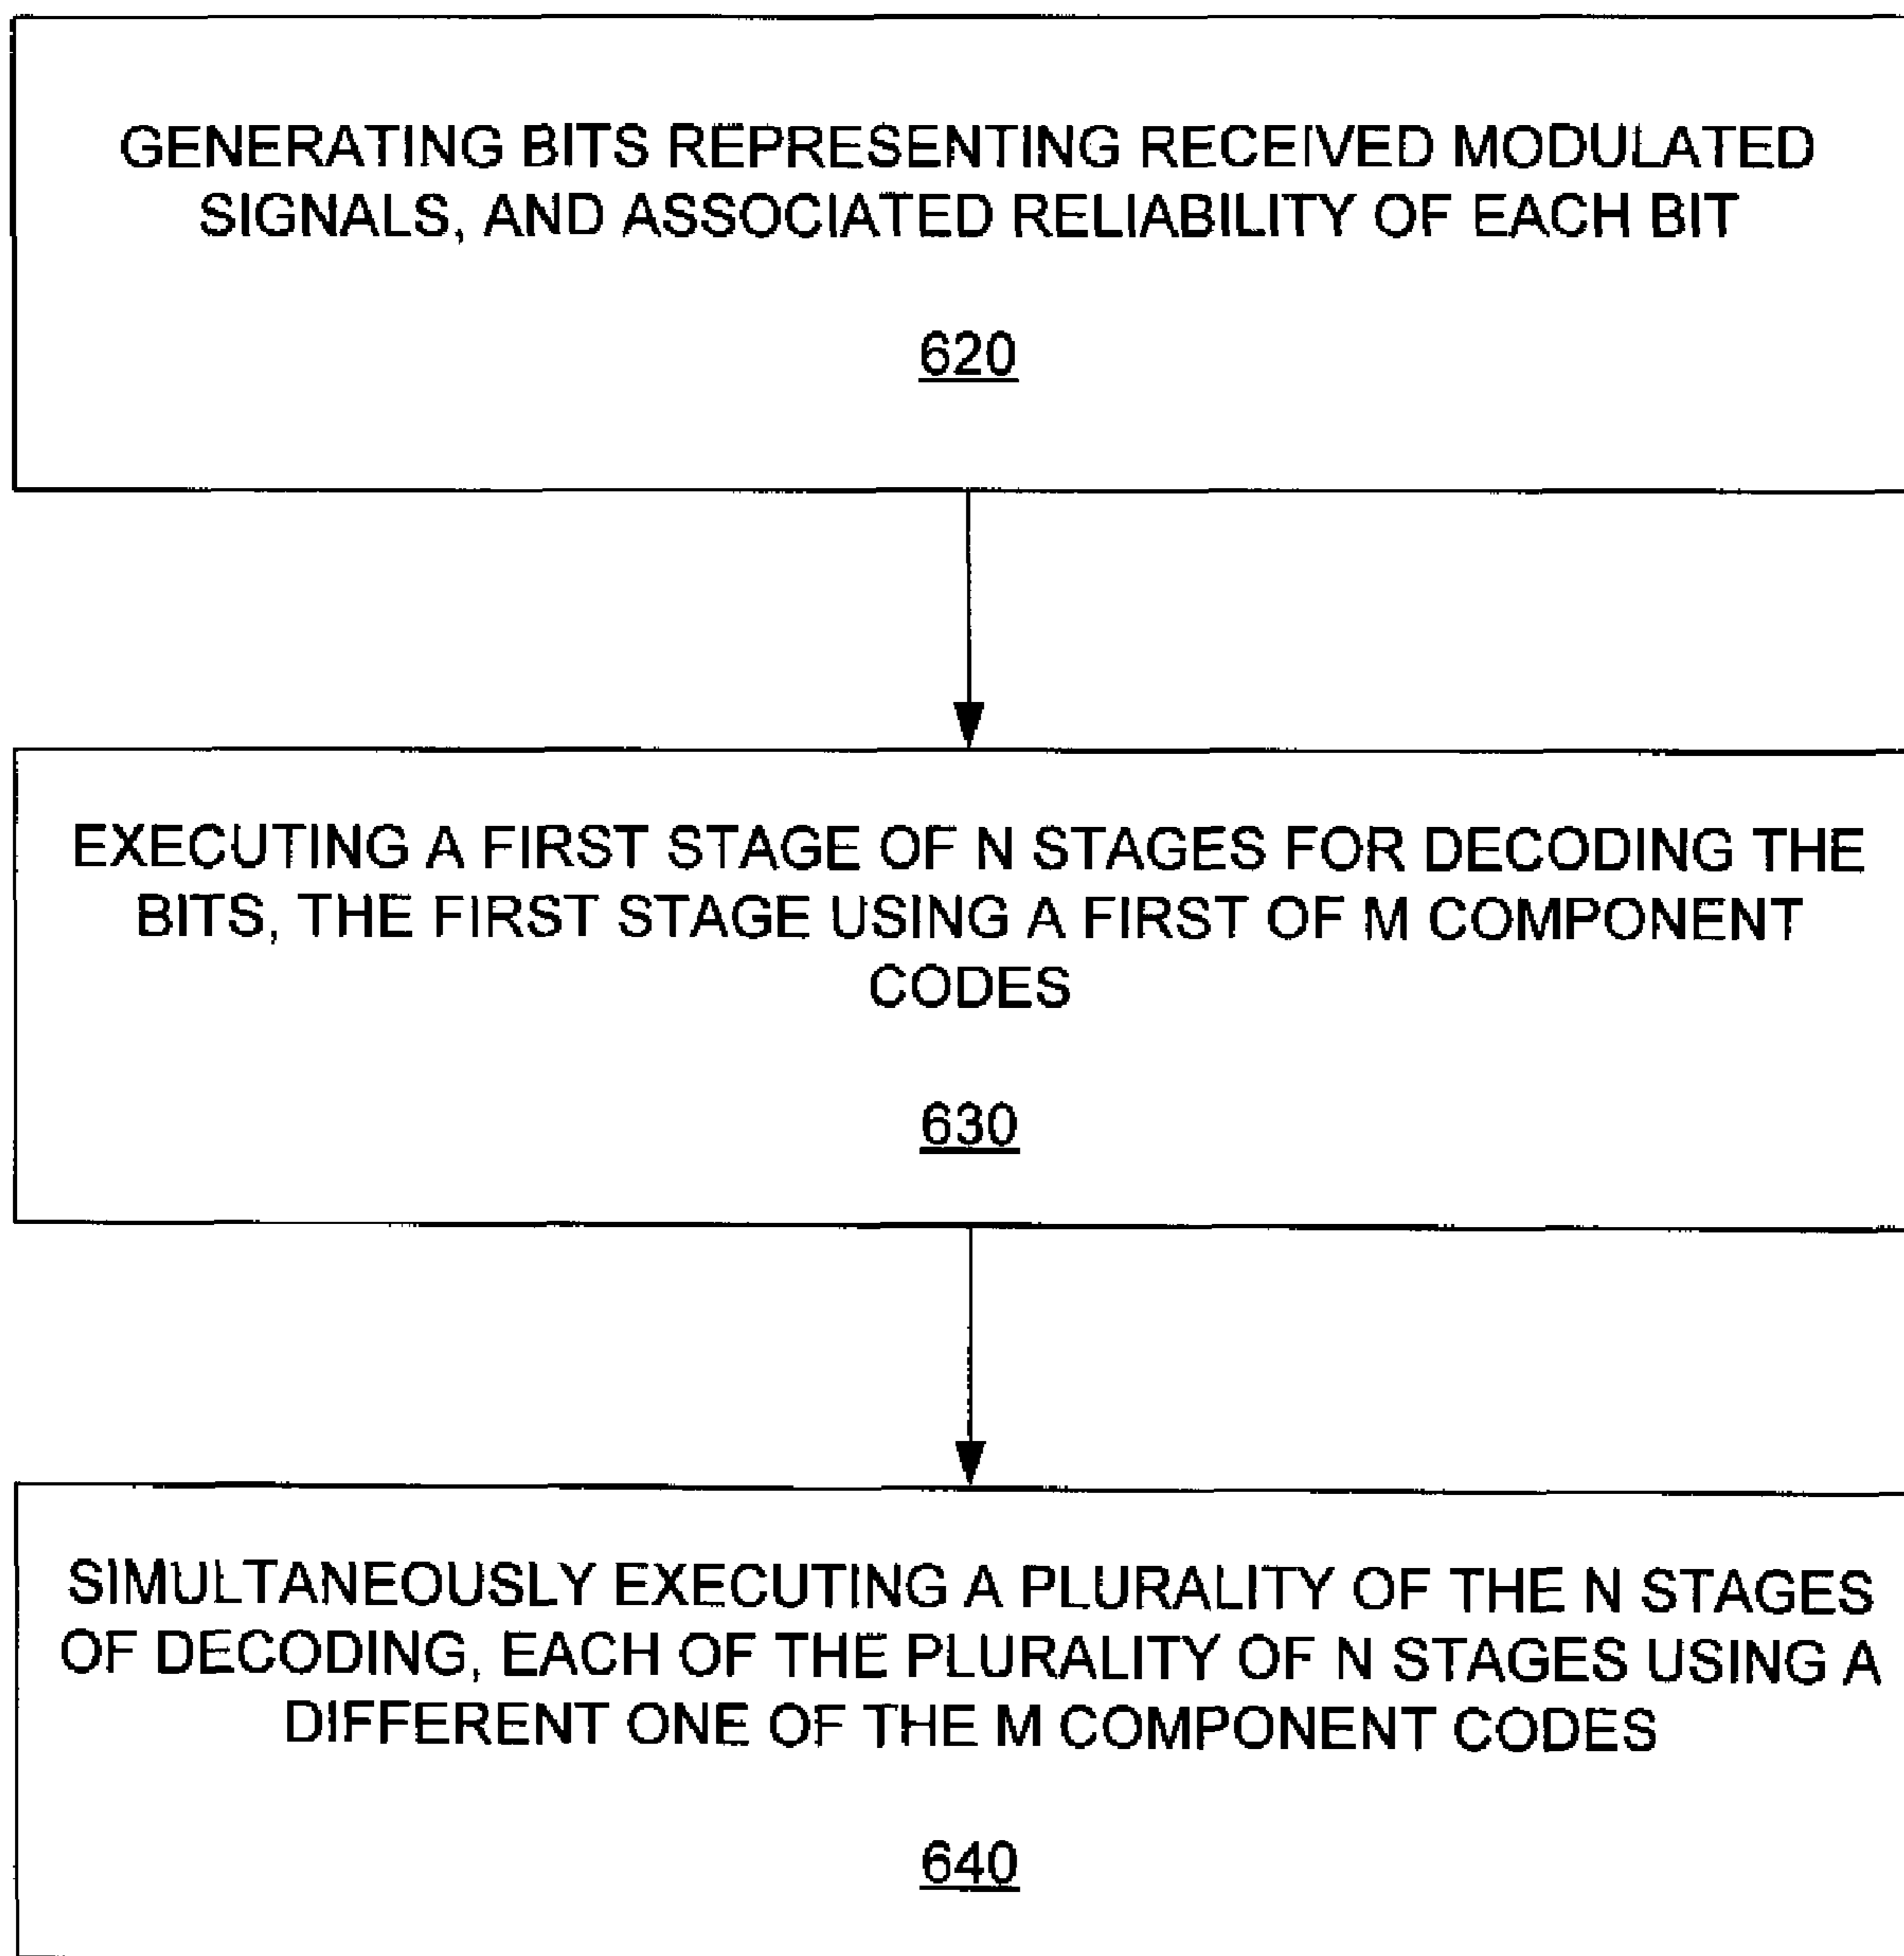 GENERATING BITS REPRESENTING RECEIVED MODULATED
SIGNALS, AND ASSOCIATED RELIABILITY OF EACH BIT
620
EXECUTING A FIRST STAGE OF N STAGES FOR DECODING THE
BITS, THE FIRST STAGE USING A FIRST OF M COMPONENT
CODES
630
SIMULTANEOUSLY EXECUTING A PLURALITY OF THE N STAGES
OF DECODING, EACH OF THE PLURALITY OF N STAGES USING A
DIFFERENT ONE OF THE M COMPONENT CODES
640